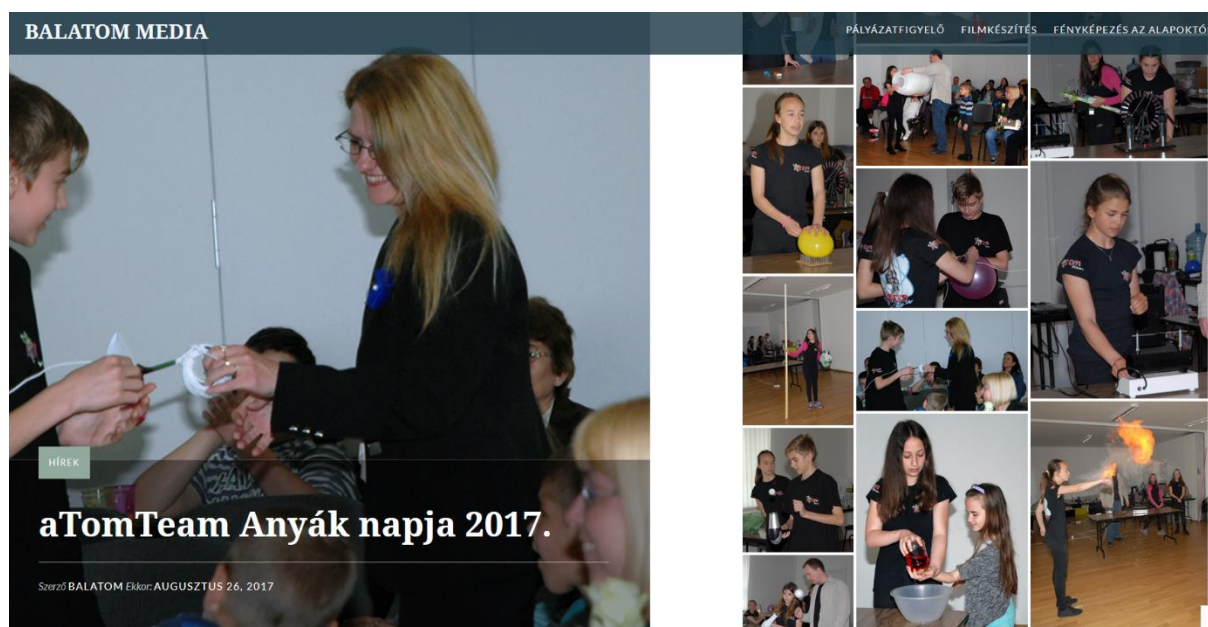 BALATOM MEDIA
PÁLYÁZATFIGYELŐ FILMKÉSZÍTÉS FÉNYKÉPEZÉS AZ ALAPOKTÓ
HÍREK
aTomTeam Anyák napja 2017.
Szerző BALATOM Ekkor: AUGUSZTUS 26, 2017